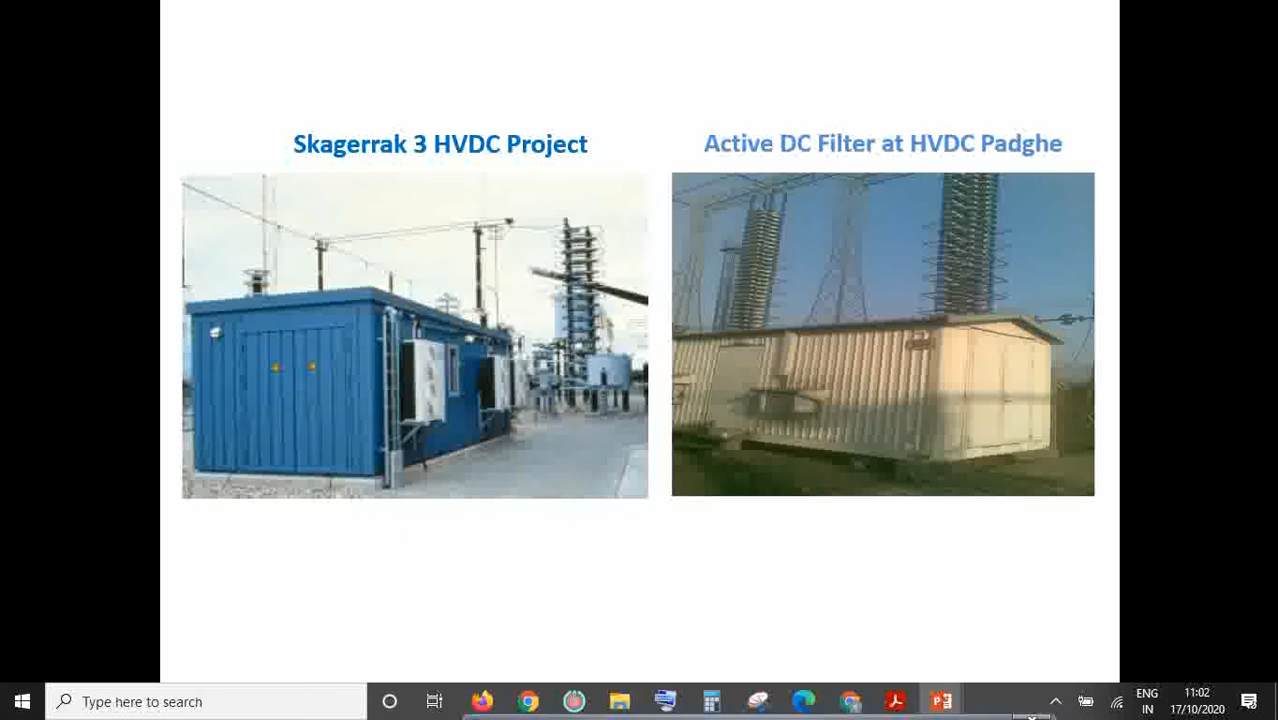 Skagerrak 3 HVDC Project
Active DC Filter at HVDC Padghe
Type here to search
ENG
IN
11:02
17/10/2020